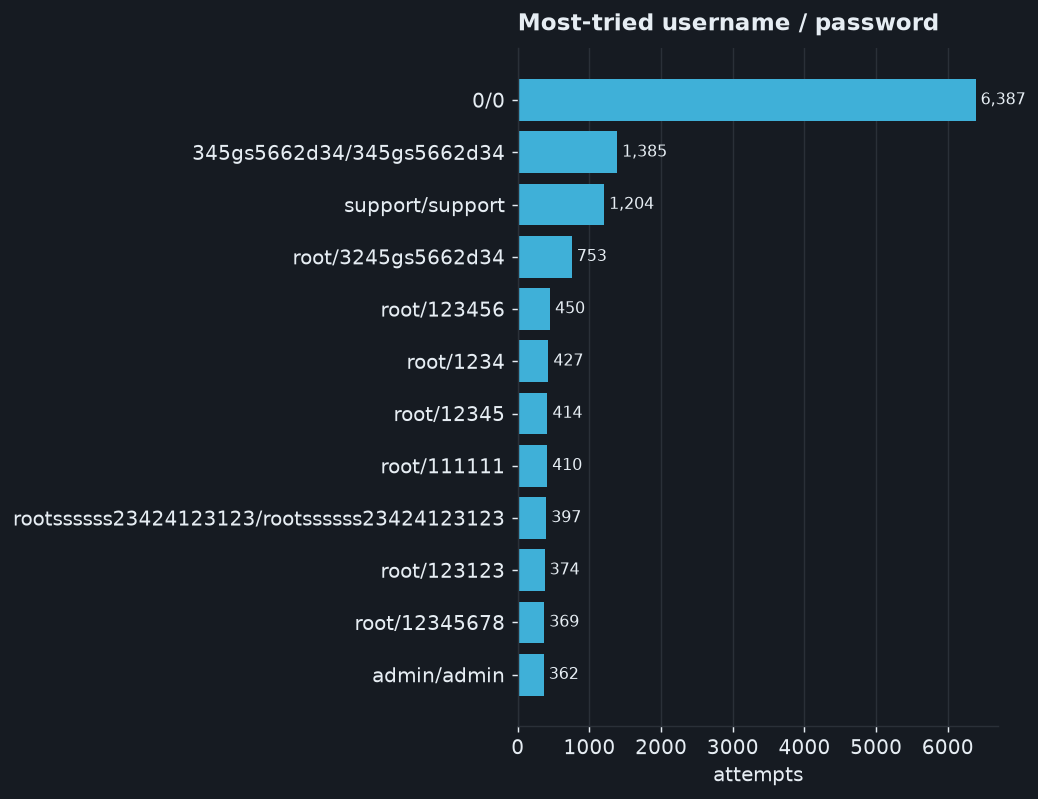 Most-tried username / password
0/0 6,387
345gs5662d34/345gs5662d34 1,385
support/support 1,204
root/3245gs5662d34 753
root/123456 450
root/1234 427
root/12345 414
root/111111 410
rootssssss23424123123/rootssssss23424123123 397
root/123123 374
root/12345678 369
admin/admin 362
0 1000 2000 3000 4000 5000 6000
attempts